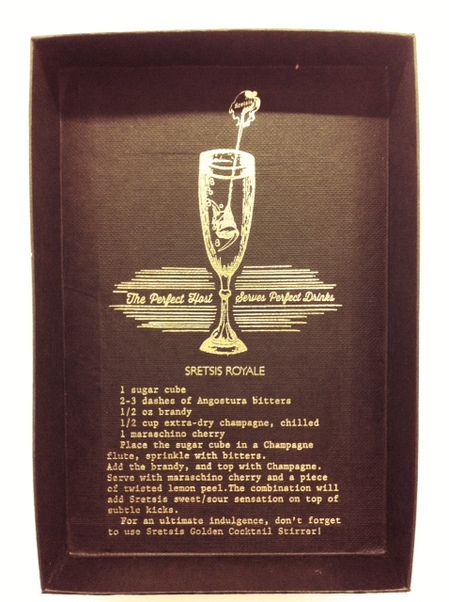 Sretsis
The Perfect Host Serves Perfect Drinks
SRETSIS ROYALE
1 sugar cube
2-3 dashes of Angostura bitters
1/2 oz brandy
1/2 cup extra-dry champagne, chilled
1 maraschino cherry
Place the sugar cube in a Champagne
flute, sprinkle with bitters.
Add the brandy, and top with Champagne.
Serve with maraschino cherry and a piece
of twisted lemon peel.The combination will
add Sretsis sweet/sour sensation on top of
subtle kicks.
For an ultimate indulgence, don't forget
to use Sretsis Golden Cocktail Stirrer!